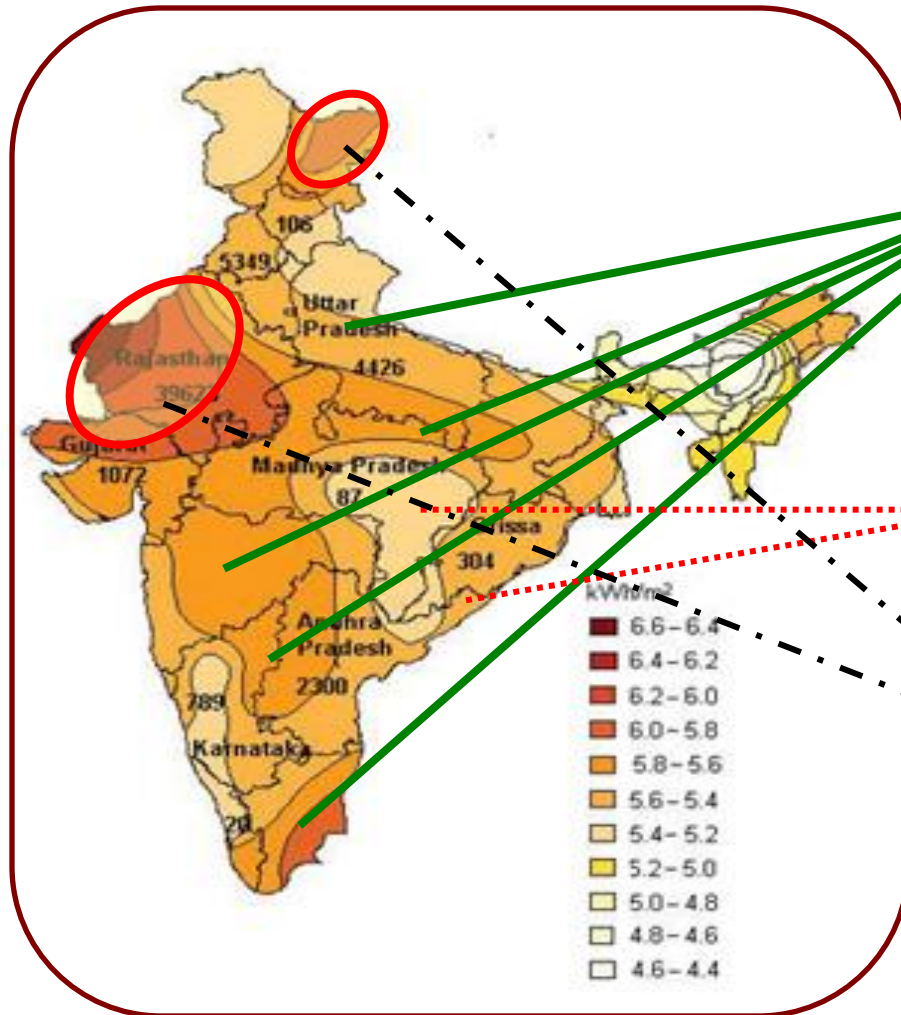 106
5349
Uttar
Pradesh
4426
Rajasthan
Gujarat
1072
Madhya Pradesh
87
304
kWh/m²
Andhra
Pradesh
2300
789
Karnataka
20
6.6–6.4
6.4–6.2
6.2–6.0
6.0–5.8
5.8–5.6
5.6–5.4
5.4–5.2
5.2–5.0
5.0–4.8
4.8–4.6
4.6–4.4